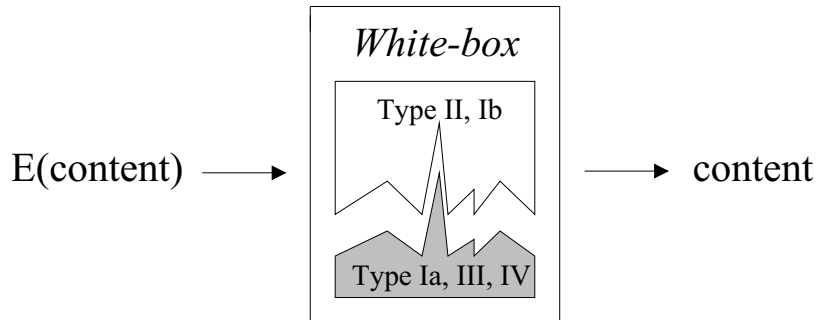 White-box
Type II, Ib
E(content)
content
Type Ia, III, IV